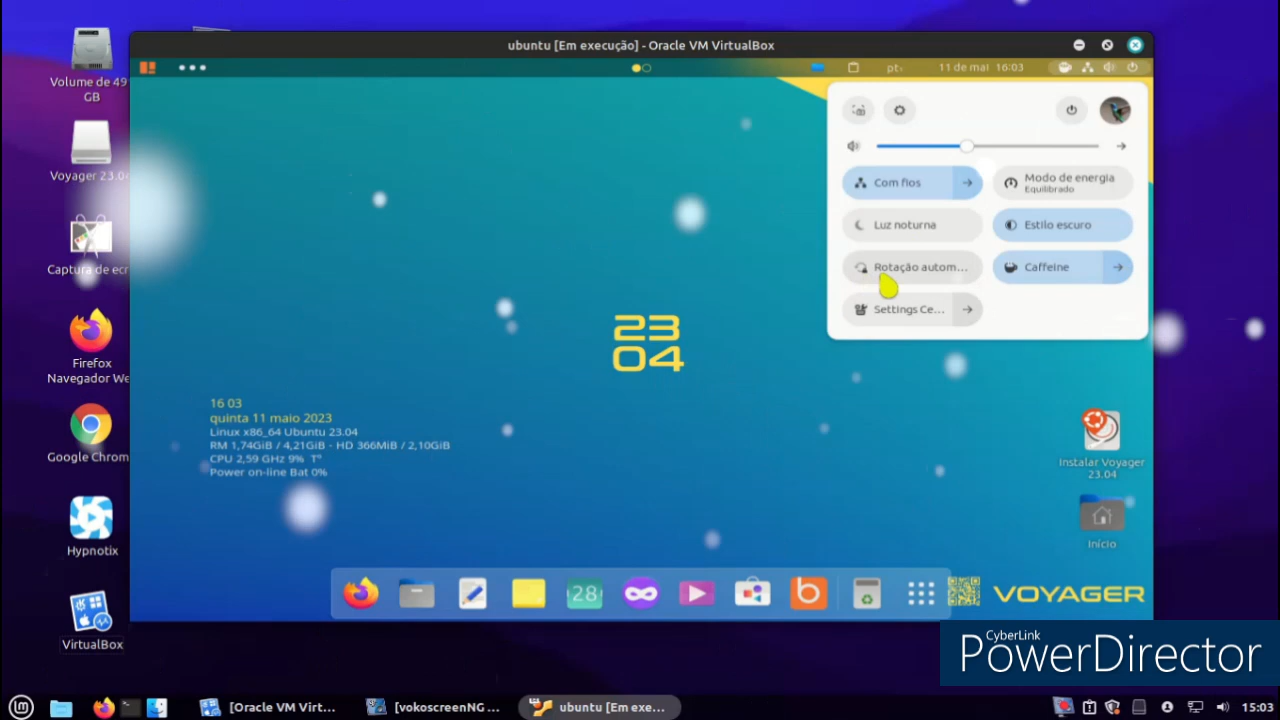 ubuntu [Em execução] - Oracle VM VirtualBox
pt
11 de mai 16:03
Volume de 49
GB
Voyager 23.04
Captura de ecr
Firefox
Navegador We
Google Chrom
Hypnotix
VirtualBox
Com fios
Modo de energia
Equilibrado
Luz noturna
Estilo escuro
Rotação autom...
Caffeine
Settings Ce...
23
04
16 03
quinta 11 maio 2023
Linux x86_64 Ubuntu 23.04
RM 1,74GiB / 4,21GiB - HD 366MiB / 2,10GiB
CPU 2,59 GHz 9% T°
Power on-line Bat 0%
Instalar Voyager
23.04
Início
28
VOYAGER
CyberLink
PowerDirector
[Oracle VM Virt...
[vokoscreenNG ...
ubuntu [Em exe...
15:03